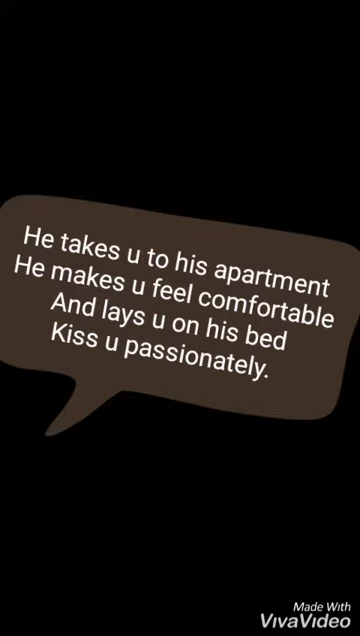 He takes u to his apartment
He makes u feel comfortable
And lays u on his bed
Kiss u passionately.
Made With
VivaVideo